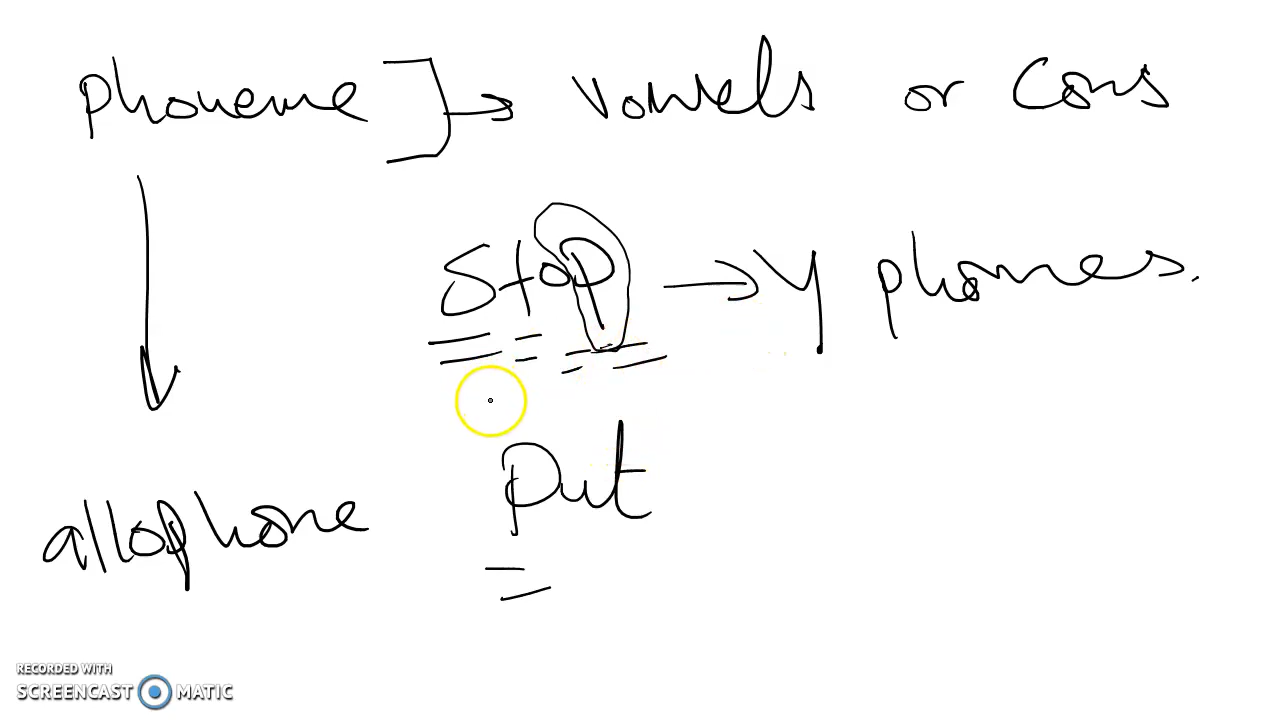 phoneme ] → vowels or Cons
Stop → 4 phones.
Put
allophone
RECORDED WITH
SCREENCAST MATIC